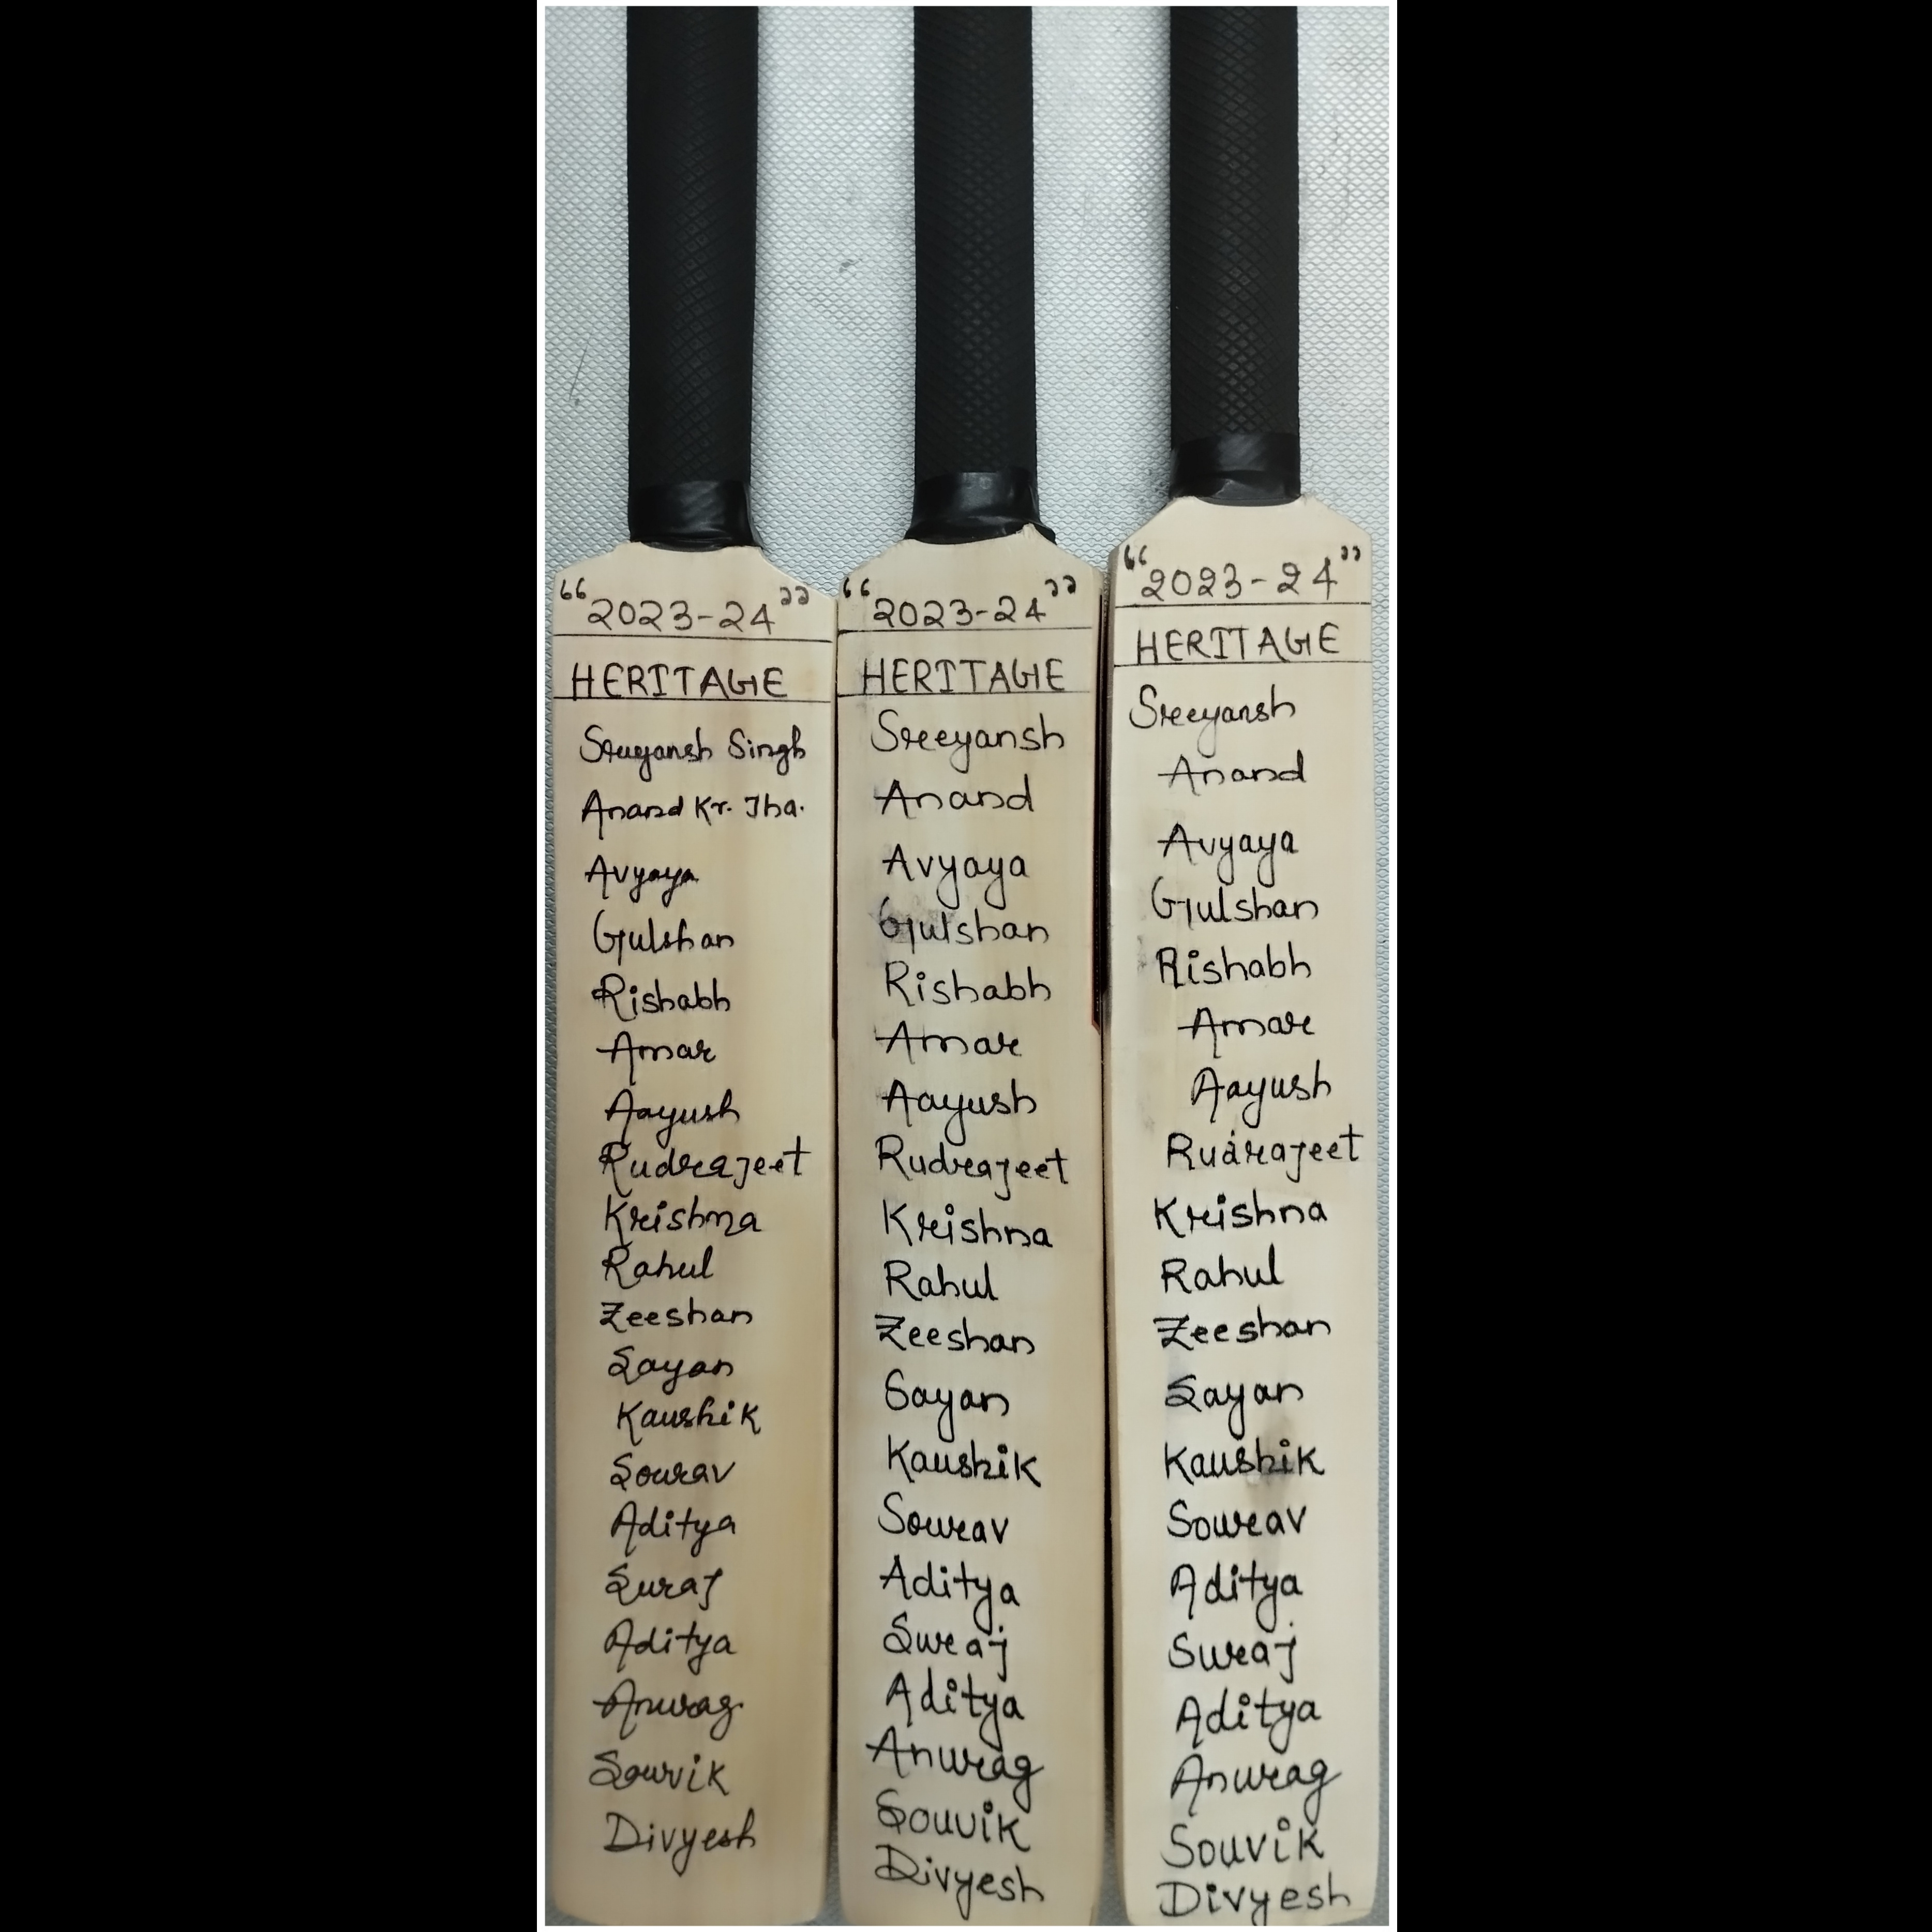 “2023-24”
HERITAGE
Sreeyansh Singh
Anand Kr. Jha.
Avyaya
Gulshan
Rishabh
Amar
Aayush
Rudrajeet
Krishna
Rahul
Zeeshan
Sayan
Kaushik
Sourav
Aditya
Suraj
Aditya
Anurag
Souvik
Divyesh
“2023-24”
HERITAGE
Sreeyansh
Anand
Avyaya
Gulshan
Rishabh
Amar
Aayush
Rudrajeet
Krishna
Rahul
Zeeshan
Sayan
Kaushik
Sourav
Aditya
Suraj
Aditya
Anurag
Souvik
Divyesh
“2023-24”
HERITAGE
Sreeyansh
Anand
Avyaya
Gulshan
Rishabh
Amar
Aayush
Rudrajeet
Krishna
Rahul
Zeeshan
Sayan
Kaushik
Sourav
Aditya
Suraj
Aditya
Anurag
Souvik
Divyesh